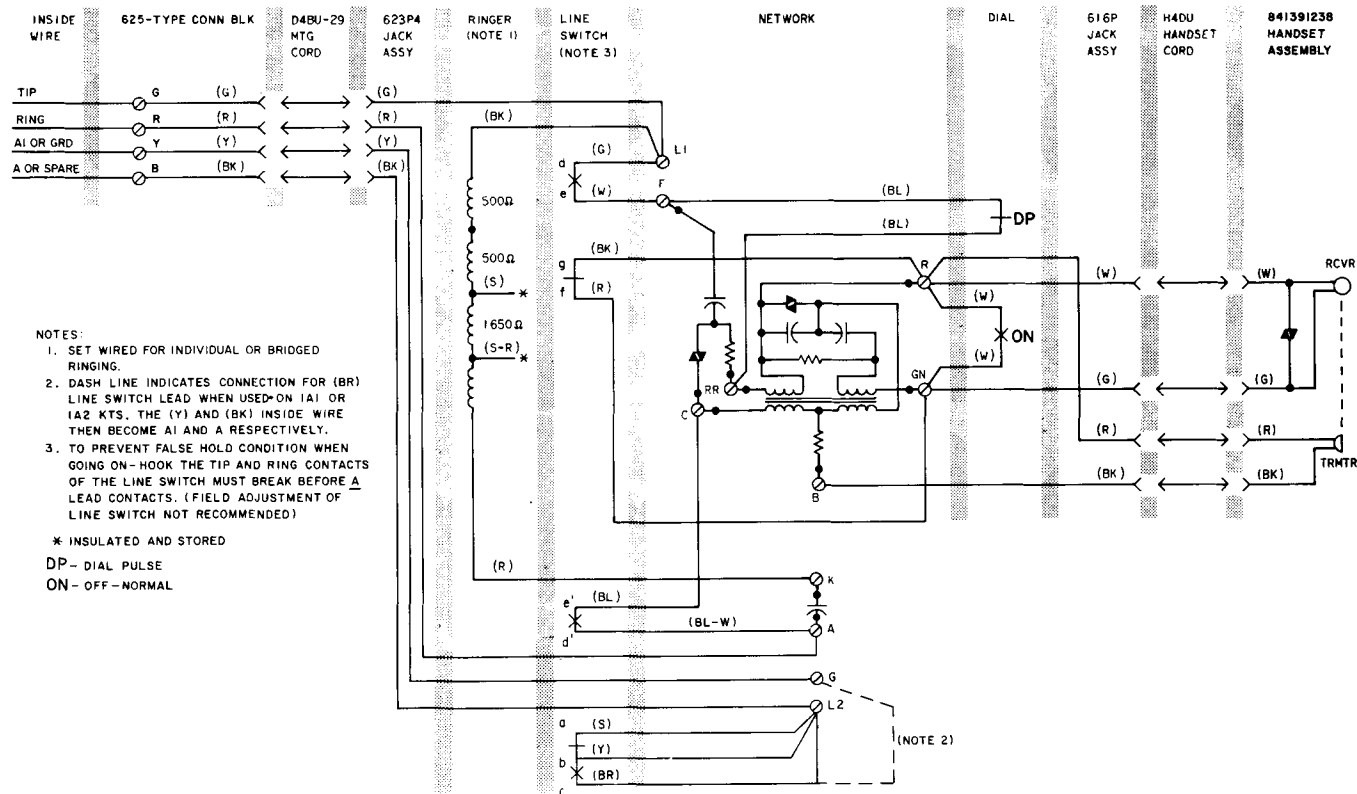 INSIDE WIRE
625-TYPE CONN BLK
D4BU-29 MTG CORD
623P4 JACK ASSY
RINGER (NOTE 1)
LINE SWITCH (NOTE 3)
NETWORK
DIAL
616P JACK ASSY
H4DU HANDSET CORD
841391238 HANDSET ASSEMBLY
TIP G (G) (G)
RING R (R) (R)
A1 OR GRD Y (Y) (Y)
A OR SPARE B (BK) (BK)
(BK)
L1
d (G)
e (W) F
(BL)
(BL)
DP
500Ω
500Ω
(S) *
1650Ω
(S-R) *
g (BK)
f (R)
R
(W)
ON
(W)
(W) (W) RCVR
GN
RR
C
(G) (G)
(R) (R)
TRMTR
B
(BK) (BK)
NOTES:
1. SET WIRED FOR INDIVIDUAL OR BRIDGED
RINGING.
2. DASH LINE INDICATES CONNECTION FOR (BR)
LINE SWITCH LEAD WHEN USED ON 1A1 OR
1A2 KTS. THE (Y) AND (BK) INSIDE WIRE
THEN BECOME A1 AND A RESPECTIVELY.
3. TO PREVENT FALSE HOLD CONDITION WHEN
GOING ON-HOOK THE TIP AND RING CONTACTS
OF THE LINE SWITCH MUST BREAK BEFORE A
LEAD CONTACTS. (FIELD ADJUSTMENT OF
LINE SWITCH NOT RECOMMENDED)
* INSULATED AND STORED
DP - DIAL PULSE
ON - OFF-NORMAL
(R) K
e' (BL)
d' (BL-W) A
G
L2
a (S)
b (Y)
c (BR)
(NOTE 2)